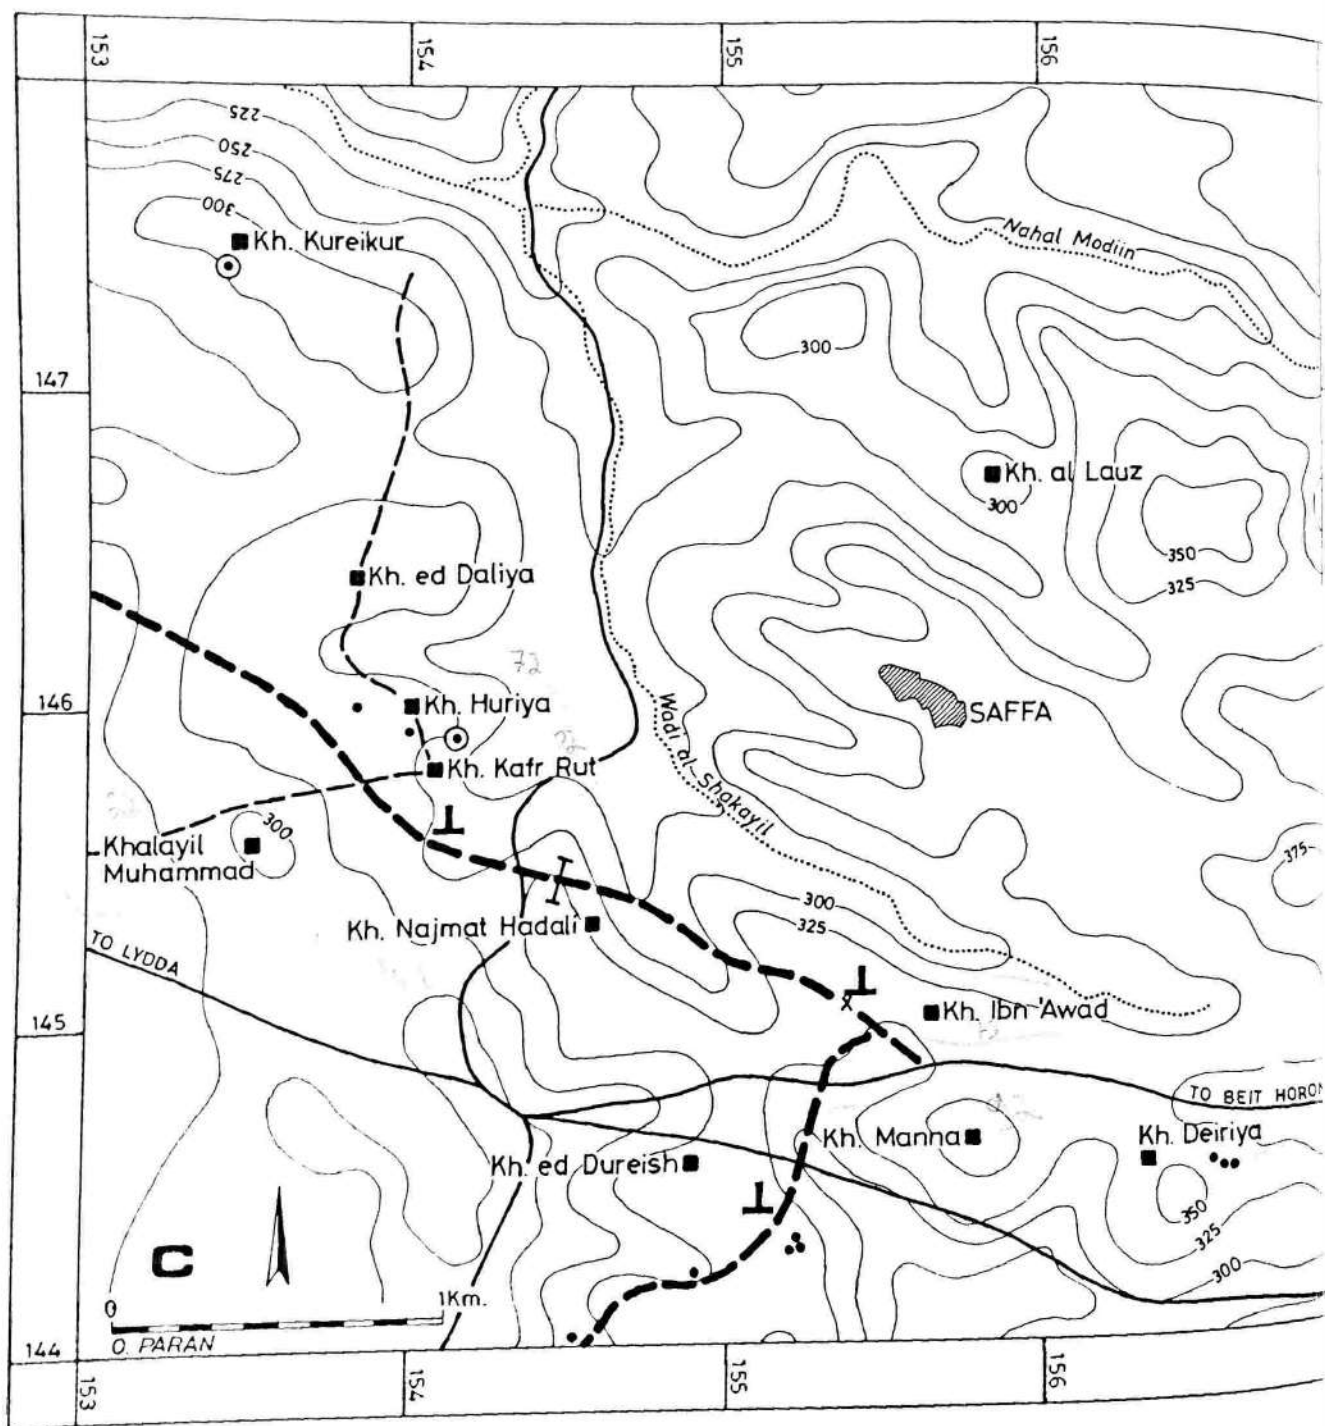 153
154
155
156
225
250
275
300
Kh. Kureikur
Nahal Modiin
300
147
Kh. al Lauz
300
350
325
Kh. ed Daliya
72
146
Kh. Huriya
SAFFA
Wadi al-Shakayil
Kh. Kafr Rut
300
Khalayil
Muhammad
375
300
325
Kh. Najmat Hadali
TO LYDDA
145
Kh. Ibn 'Awad
TO BEIT HORON
Kh. Manna
Kh. Deiriya
Kh. ed Dureish
350
325
300
C
0
1Km.
O. PARAN
144
153
154
155
156